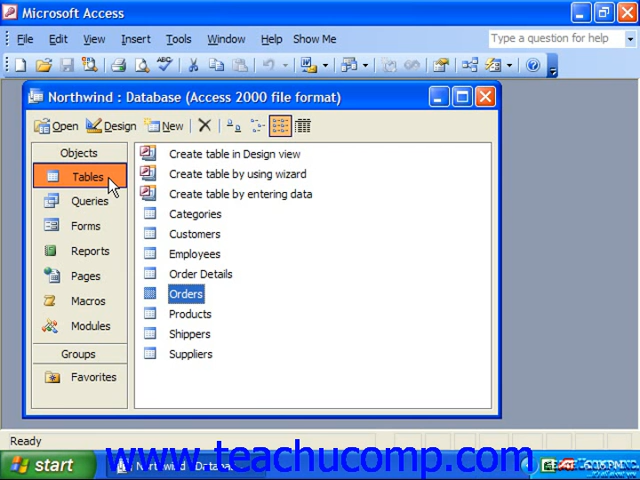 Microsoft Access
File Edit View Insert Tools Window Help Show Me
Type a question for help
Northwind : Database (Access 2000 file format)
Open Design New
Objects
Tables
Queries
Forms
Reports
Pages
Macros
Modules
Groups
Favorites
Create table in Design view
Create table by using wizard
Create table by entering data
Categories
Customers
Employees
Order Details
Orders
Products
Shippers
Suppliers
Ready
www.teachucomp.com
start
Northwind : Databa...